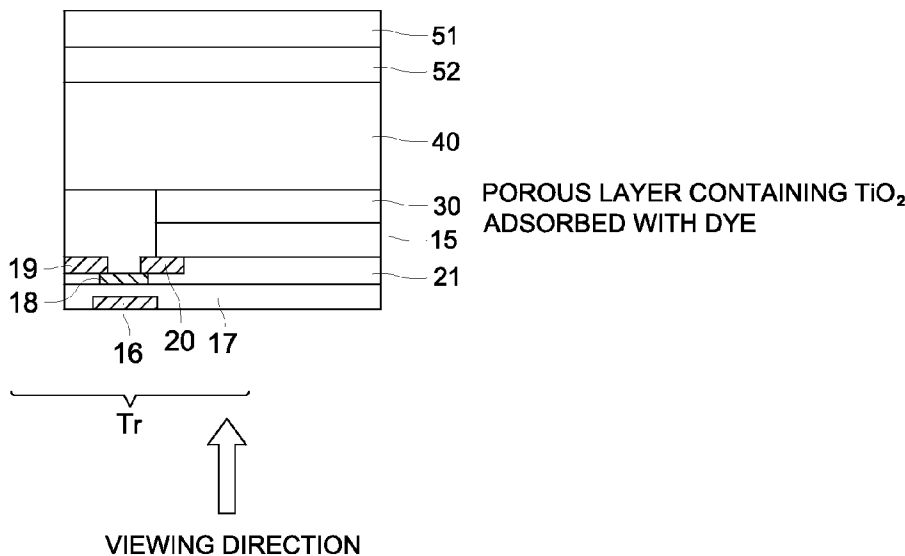 51
52
40
30
POROUS LAYER CONTAINING TiO₂
ADSORBED WITH DYE
15
19
21
18
16
20
17
Tr
VIEWING DIRECTION